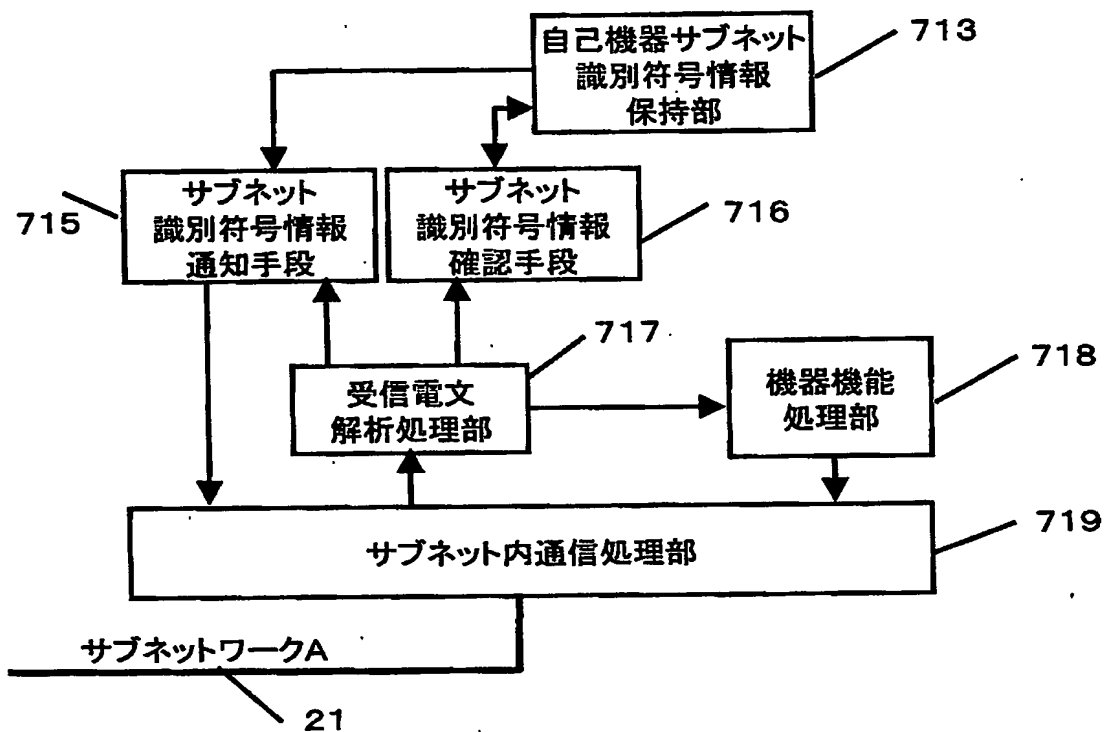 自己機器サブネット
識別符号情報
保持部
713
サブネット
識別符号情報
通知手段
715
サブネット
識別符号情報
確認手段
716
717
受信電文
解析処理部
機器機能
処理部
718
サブネット内通信処理部
719
サブネットワークA
21